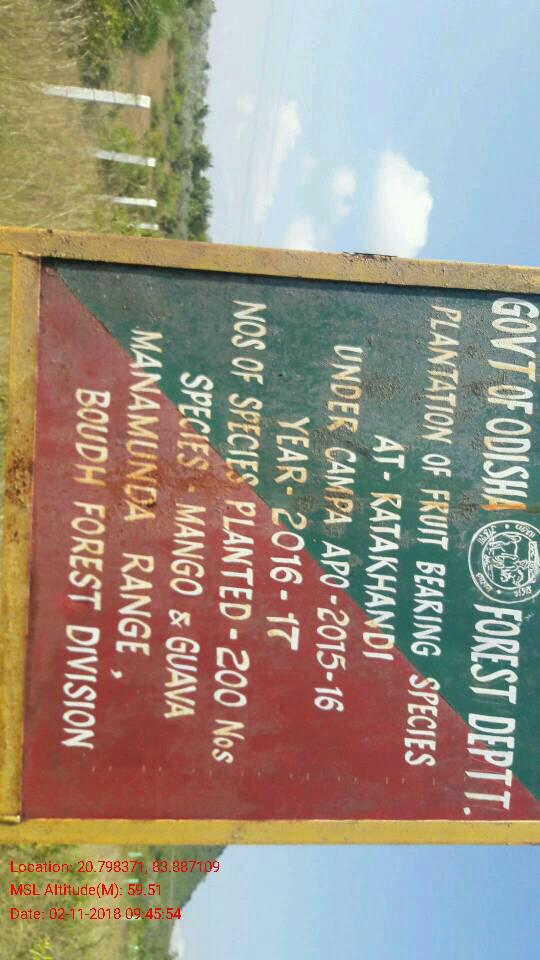 GOVT OF ODISHA FOREST DEPTT.
PLANTATION OF FRUIT BEARING SPECIES
AT- RATAKHANDI
UNDER CAMPA APO-2015-16
YEAR-2016-17
NOS OF SPECIES PLANTED-200 Nos
SPECIES- MANGO & GUAVA
MANAMUNDA RANGE,
BOUDH FOREST DIVISION
Location: 20.798371, 83.887109
MSL Altitude(M): 59.51
Date: 02-11-2018 09:45:54